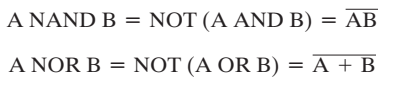 A NAND B = NOT (A AND B) = A̅B̅
A NOR B = NOT (A OR B) = A̅ ̅+̅ ̅B̅